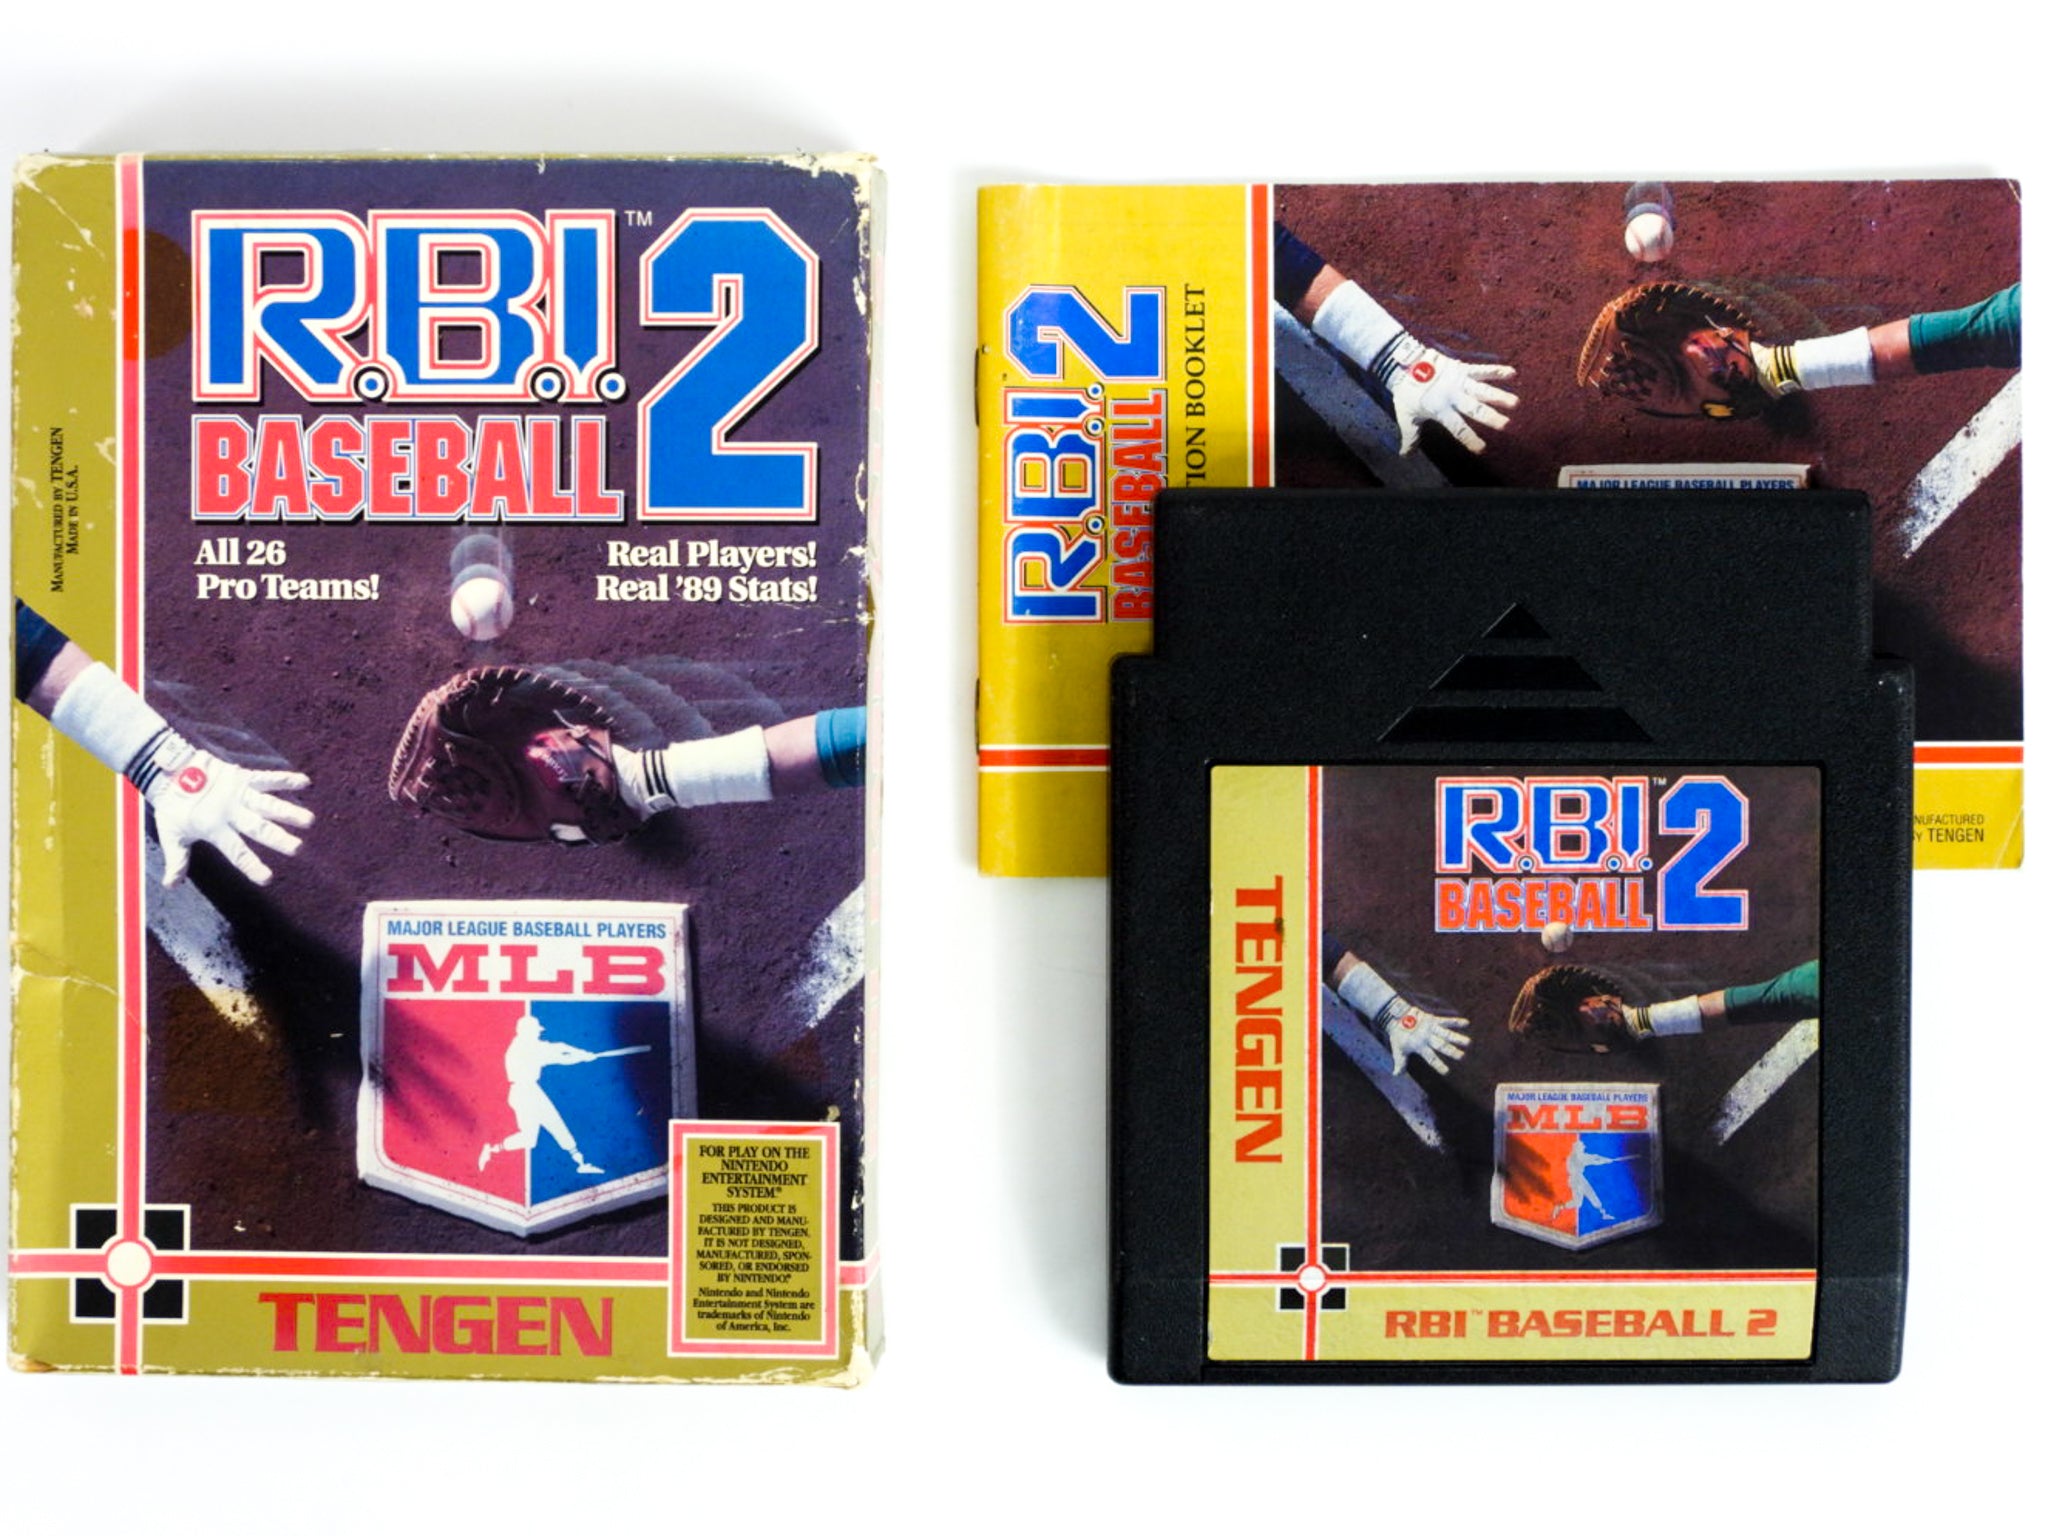 R.B.I.™ 2
BASEBALL
All 26
Pro Teams!
Real Players!
Real '89 Stats!
MANUFACTURED BY TENGEN
MADE IN U.S.A.
MAJOR LEAGUE BASEBALL PLAYERS
MLB
FOR PLAY ON THE
NINTENDO
ENTERTAINMENT
SYSTEM®
THIS PRODUCT IS
DESIGNED AND MANU-
FACTURED BY TENGEN.
IT IS NOT DESIGNED,
MANUFACTURED, SPON-
SORED, OR ENDORSED
BY NINTENDO®
Nintendo and Nintendo
Entertainment System are
trademarks of Nintendo
of America, Inc.
TENGEN
R.B.I.™ 2
BASEBALL
TION BOOKLET
MAJOR LEAGUE BASEBALL PLAYERS
NUFACTURED
Y TENGEN
R.B.I.™ 2
BASEBALL
TENGEN
MAJOR LEAGUE BASEBALL PLAYERS
MLB
RBI™ BASEBALL 2